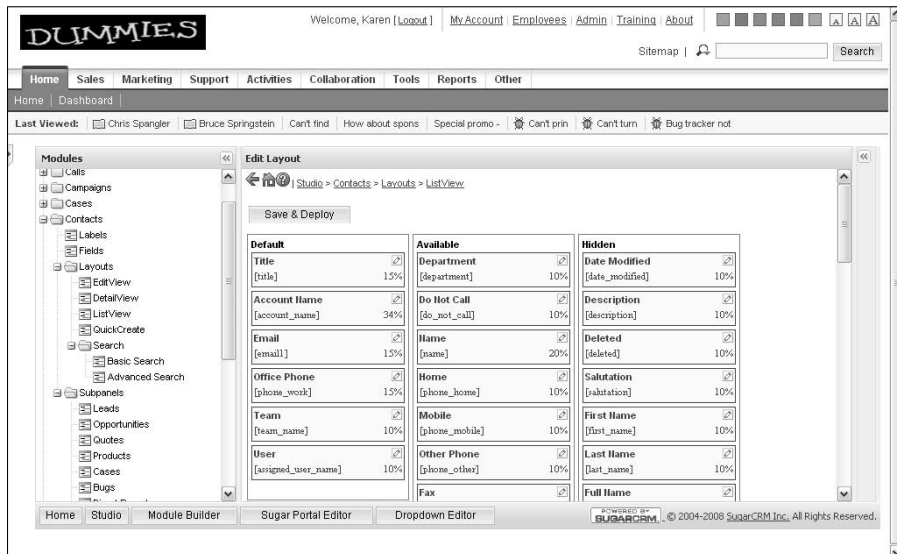 DUMMIES
Welcome, Karen [ Logout ] My Account Employees Admin Training About A A A
Sitemap | Search
Home Sales Marketing Support Activities Collaboration Tools Reports Other
Home Dashboard
Last Viewed: Chris Spangler Bruce Springstein Can't find How about spons Special promo - Can't prin Can't turn Bug tracker not
Modules
Calls
Campaigns
Cases
Contacts
Labels
Fields
Layouts
EditView
DetailView
ListView
QuickCreate
Search
Basic Search
Advanced Search
Subpanels
Leads
Opportunities
Quotes
Products
Cases
Bugs
Edit Layout
| Studio > Contacts > Layouts > ListView
Save & Deploy
Default
Title
[title] 15%
Account Name
[account_name] 34%
Email
[email1] 15%
Office Phone
[phone_work] 15%
Team
[team_name] 10%
User
[assigned_user_name] 10%
Available
Department
[department] 10%
Do Not Call
[do_not_call] 10%
Name
[name] 20%
Home
[phone_home] 10%
Mobile
[phone_mobile] 10%
Other Phone
[phone_other] 10%
Fax
Hidden
Date Modified
[date_modified] 10%
Description
[description] 10%
Deleted
[deleted] 10%
Salutation
[salutation] 10%
First Name
[first_name] 10%
Last Name
[last_name] 10%
Full Name
Home Studio Module Builder Sugar Portal Editor Dropdown Editor
POWERED BY
SUGARCRM. © 2004-2008 SugarCRM Inc. All Rights Reserved.